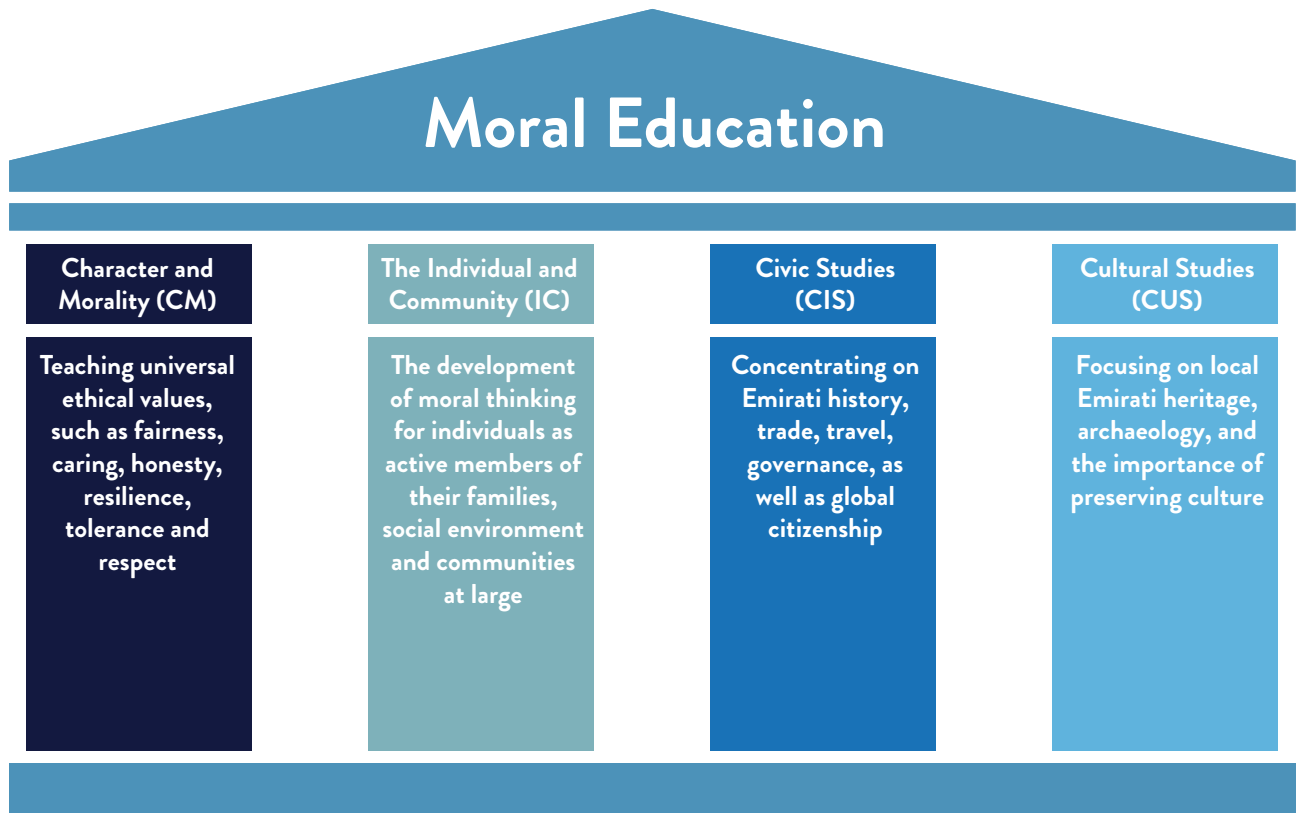 Moral Education
Character and
Morality (CM)
Teaching universal
ethical values,
such as fairness,
caring, honesty,
resilience,
tolerance and
respect
The Individual and
Community (IC)
The development
of moral thinking
for individuals as
active members of
their families,
social environment
and communities
at large
Civic Studies
(CIS)
Concentrating on
Emirati history,
trade, travel,
governance, as
well as global
citizenship
Cultural Studies
(CUS)
Focusing on local
Emirati heritage,
archaeology, and
the importance of
preserving culture